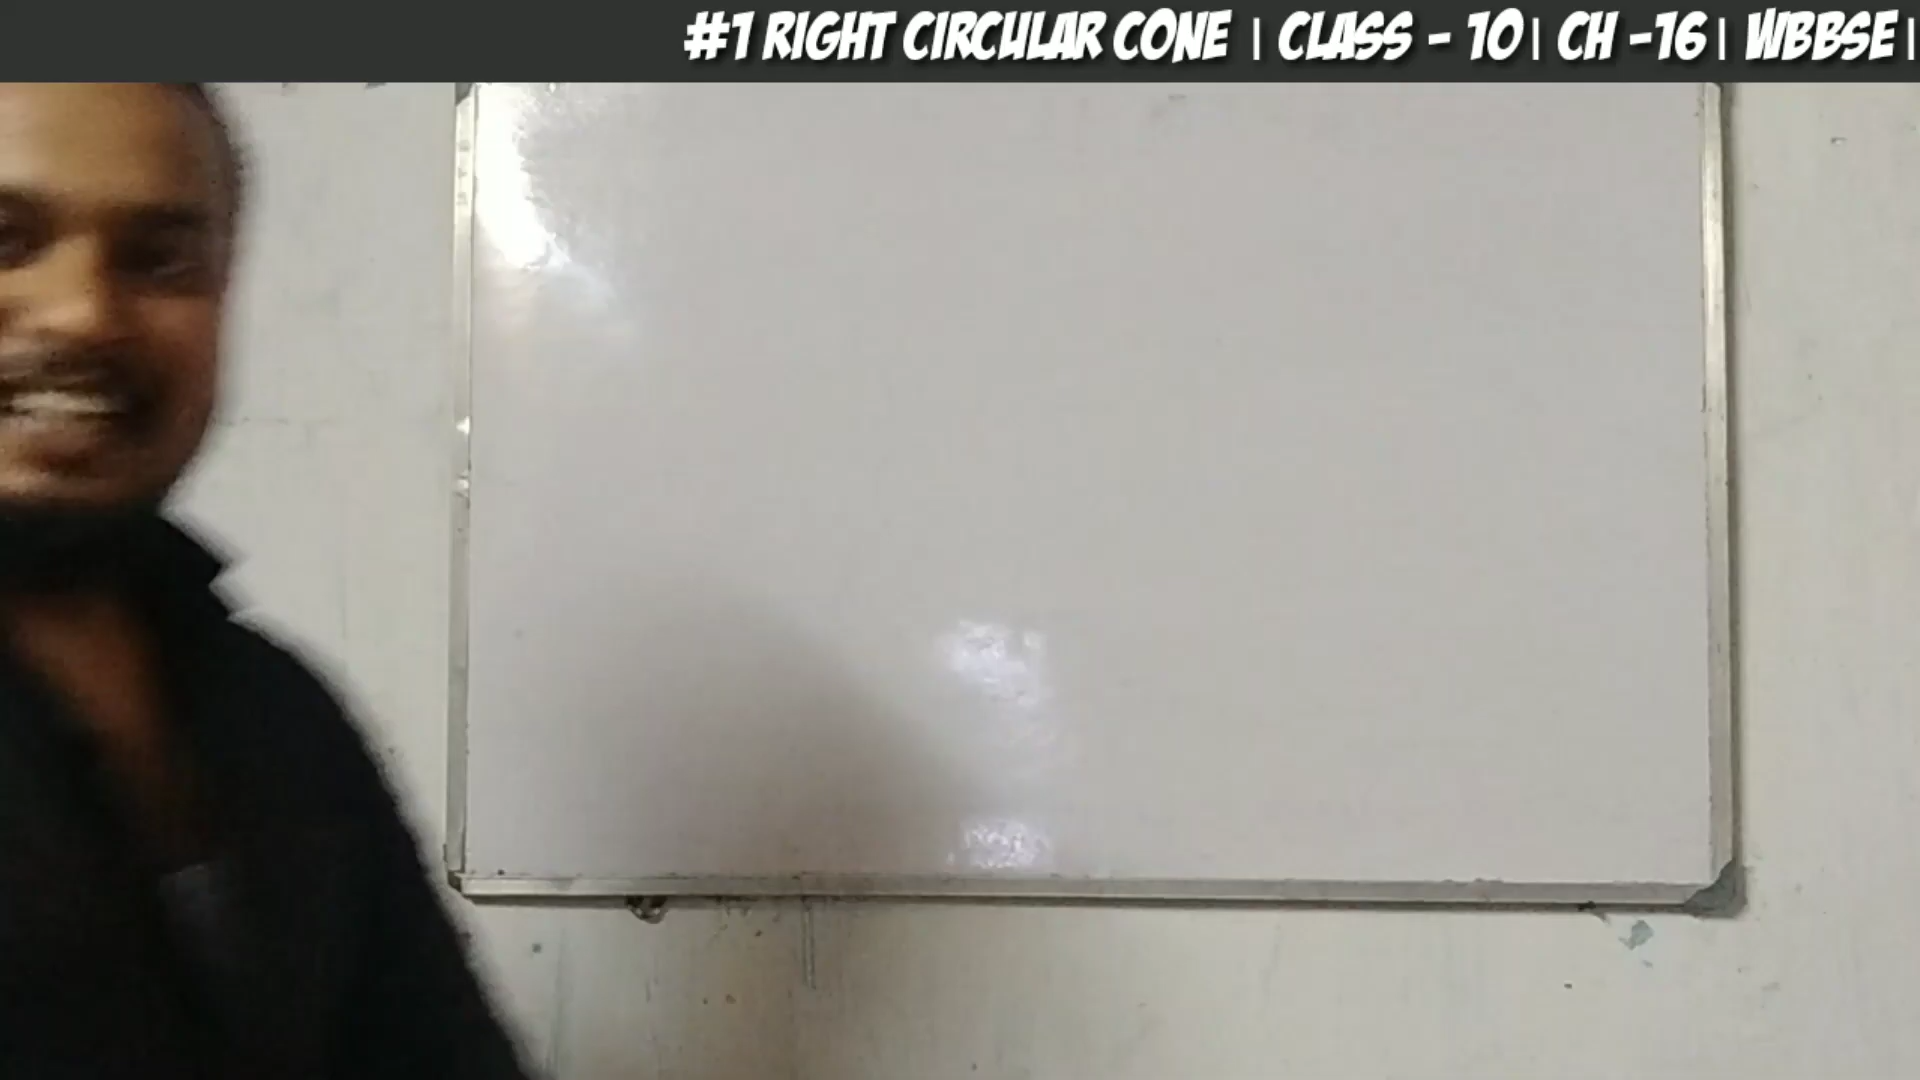 #1 RIGHT CIRCULAR CONE | CLASS - 10 | CH -16 | WBBSE |